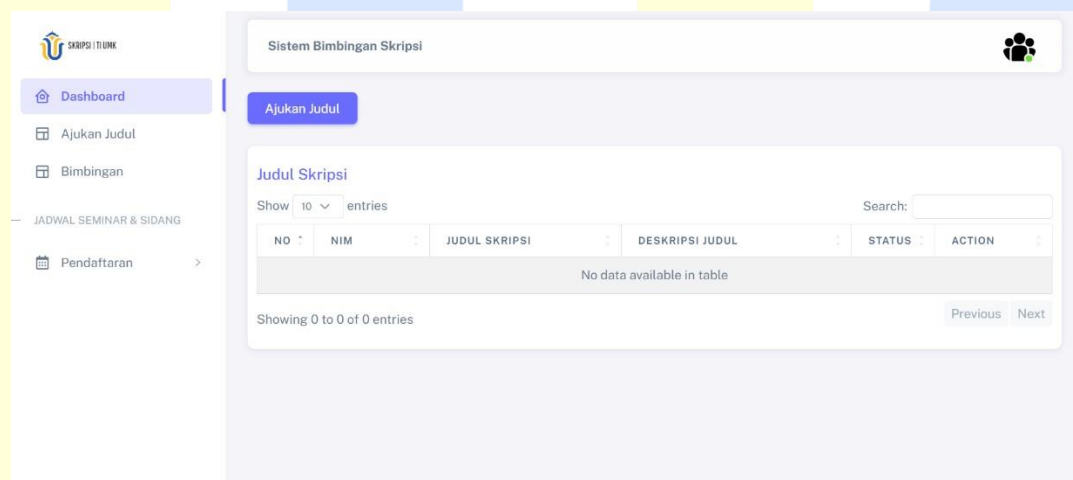 SKRIPSI | TI UMK
Sistem Bimbingan Skripsi
Dashboard
Ajukan Judul
Bimbingan
JADWAL SEMINAR & SIDANG
Pendaftaran
Ajukan Judul
Judul Skripsi
Show 10 entries
Search:
NO NIM JUDUL SKRIPSI DESKRIPSI JUDUL STATUS ACTION
No data available in table
Showing 0 to 0 of 0 entries
Previous Next